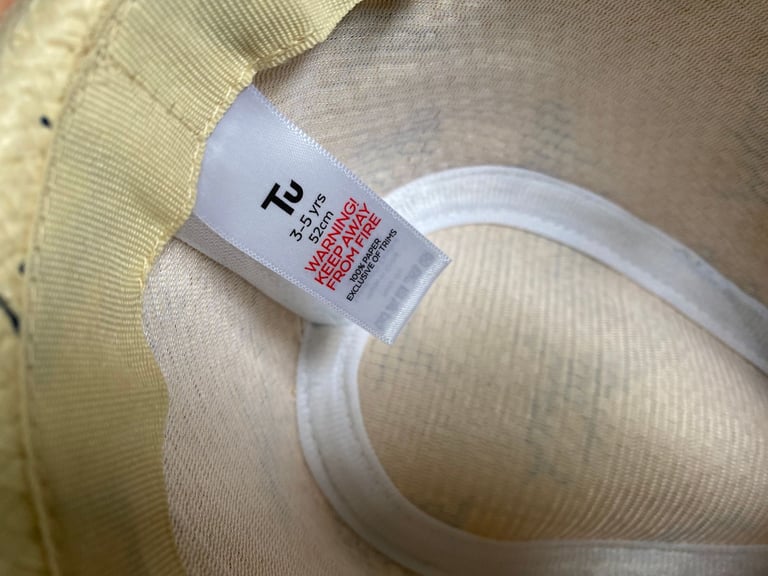 Tu
3-5 yrs
52cm
WARNING!
KEEP AWAY
FROM FIRE
100% PAPER
EXCLUSIVE OF TRIMS